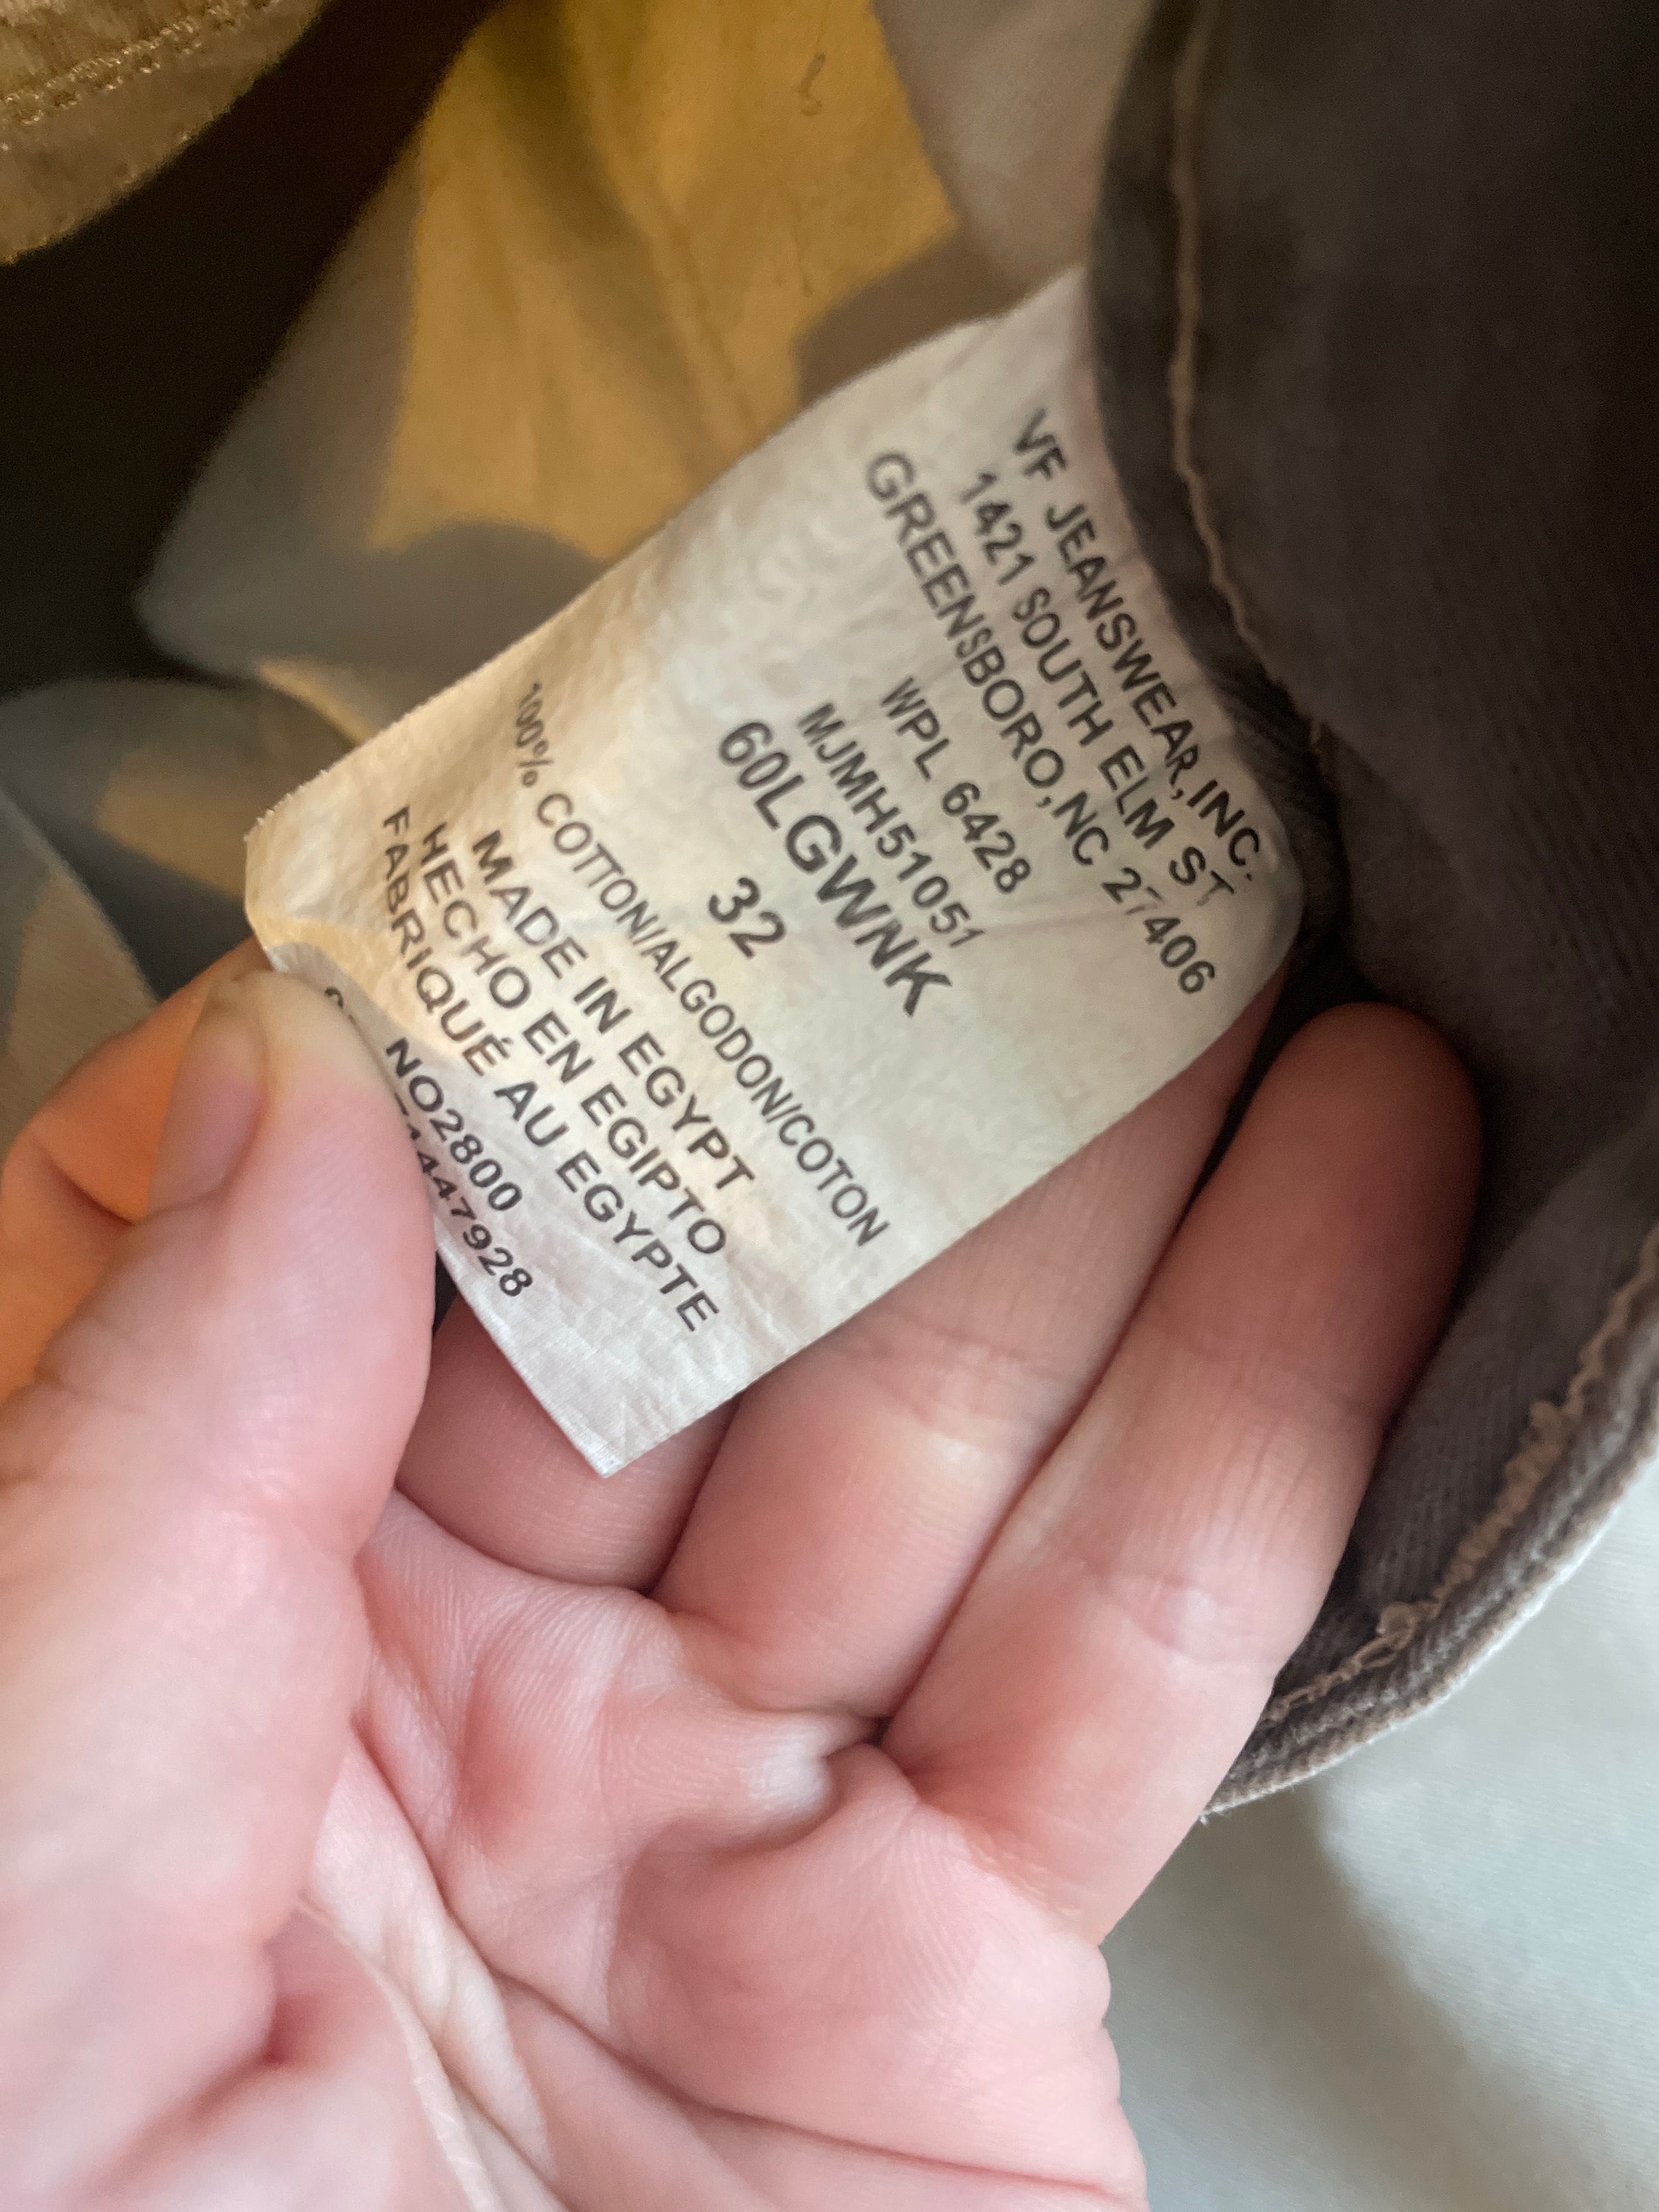 VF JEANSWEAR, INC.
1421 SOUTH ELM ST.
GREENSBORO, NC 27406
WPL 6428
MJMH51051
60LGWNK
32
100% COTTON/ALGODON/COTON
MADE IN EGYPT
HECHO EN EGIPTO
FABRIQUÉ AU EGYPTE
NO2800
447928